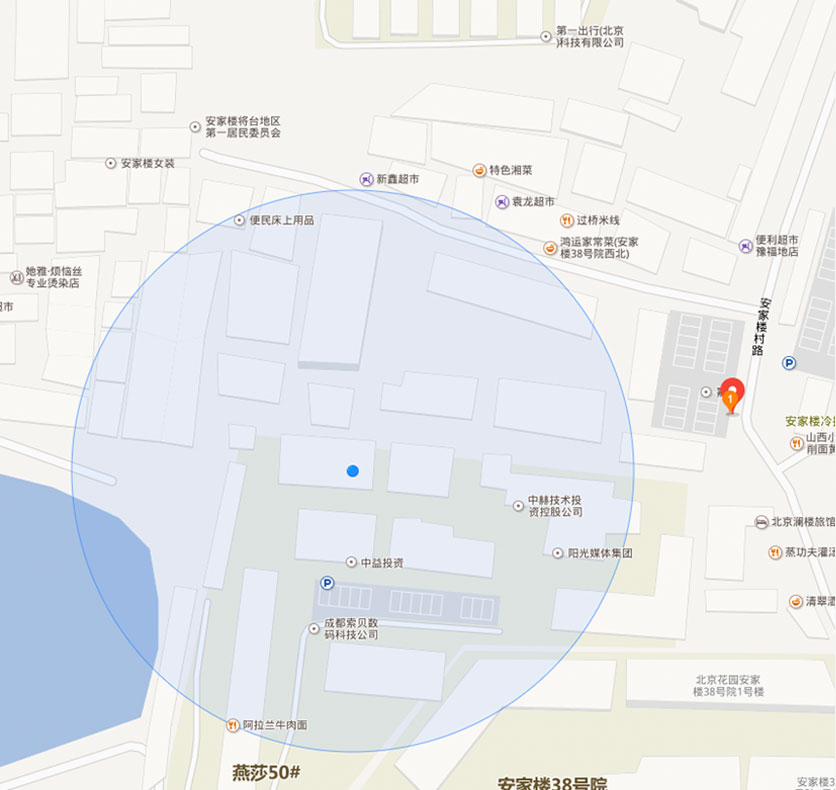 第一出行(北京
)科技有限公司
安家楼将台地区
第一居民委员会
安家楼女装
新鑫超市
特色湘菜
袁龙超市
便民床上用品
过桥米线
鸿运家常菜(安家
楼38号院西北)
便利超市
豫福地店
她雅·烦恼丝
专业烫染店
市
安家楼村路
P
1
安家楼冷
山西小
削面
中赫技术投
资控股公司
北京澜楼旅馆
阳光媒体集团
蒸功夫灌汤
中益投资
P
清翠酒
成都索贝数
码科技公司
北京花园安家
楼38号院1号楼
阿拉兰牛肉面
燕莎50#
安家楼38号院
安家楼3